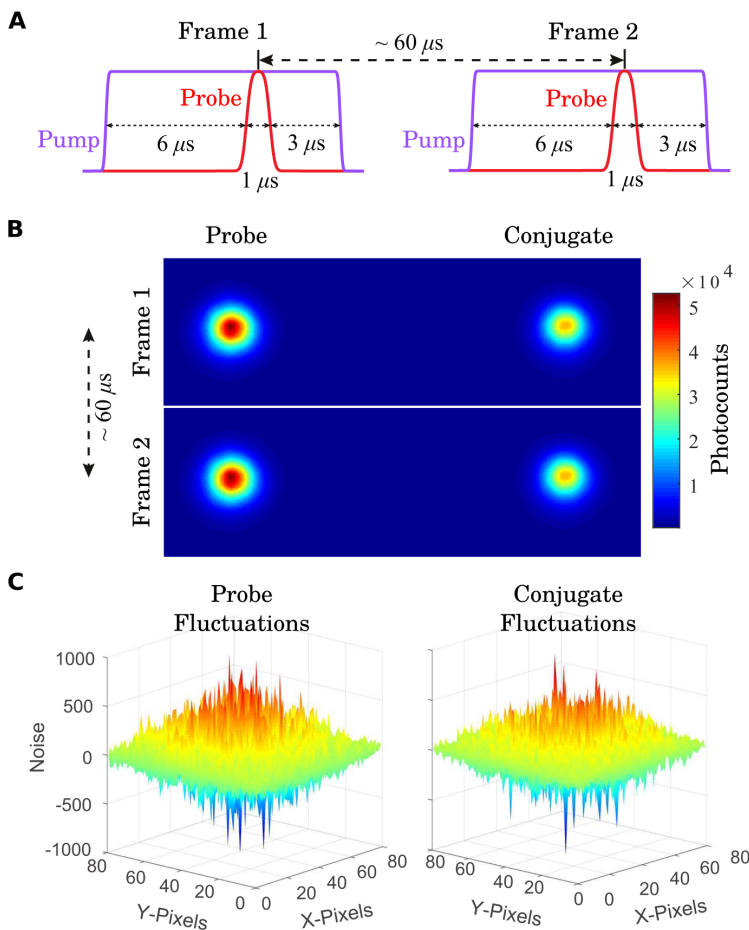 A
Frame 1
~ 60 μs
Frame 2
Probe
Probe
Pump
6 μs
3 μs
Pump
6 μs
3 μs
1 μs
1 μs
B
Probe
Conjugate
×10⁴
Frame 1
5
4
~ 60 μs
3
Photocounts
Frame 2
2
1
C
Probe
Fluctuations
Conjugate
Fluctuations
1000
500
0
-500
-1000
Noise
80
60
40
20
0
Y-Pixels
0
20
40
60
80
X-Pixels
80
60
40
20
0
Y-Pixels
0
20
40
60
80
X-Pixels